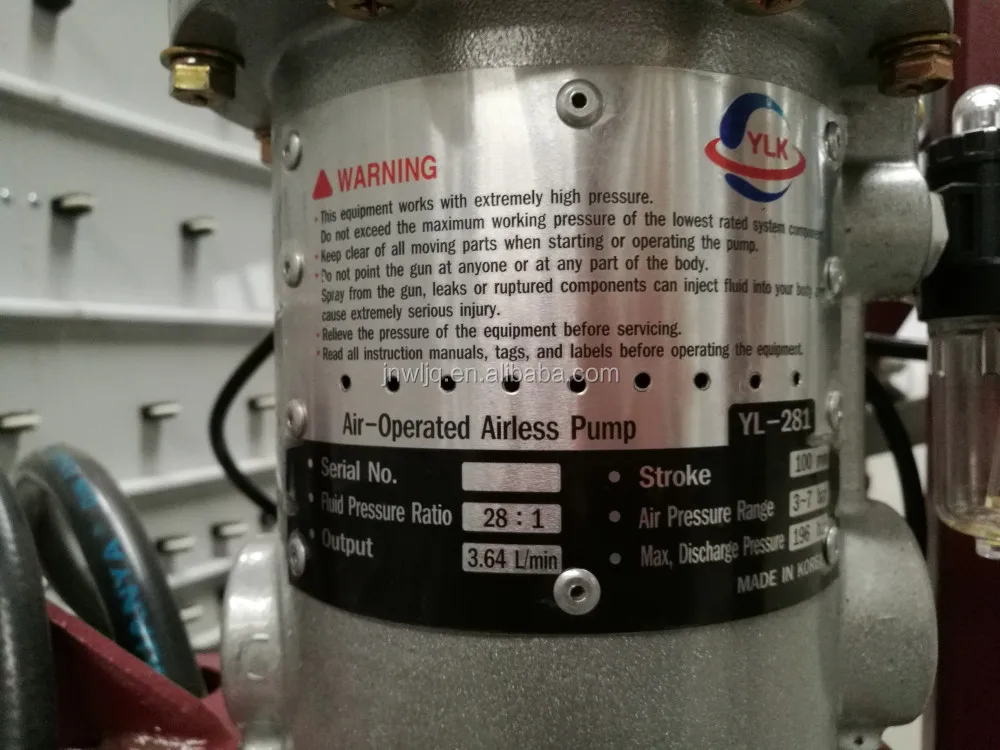 YLK
WARNING
This equipment works with extremely high pressure.
Do not exceed the maximum working pressure of the lowest rated system
Keep clear of all moving parts when starting or operating the pump.
Do not point the gun at anyone or at any part of the body.
Spray from the gun, leaks or ruptured components can inject fluid into your body
cause extremely serious injury.
Relieve the pressure of the equipment before servicing.
Read all instruction manuals, tags, and labels before operating the equipment.
jnwljq.en.alibaba.com
Air-Operated Airless Pump
YL-281
Serial No.
Fluid Pressure Ratio 28 : 1
Output 3.64 L/min
Stroke 100
Air Pressure Range 3~7
Max, Discharge Pressure 196
MADE IN KOREA